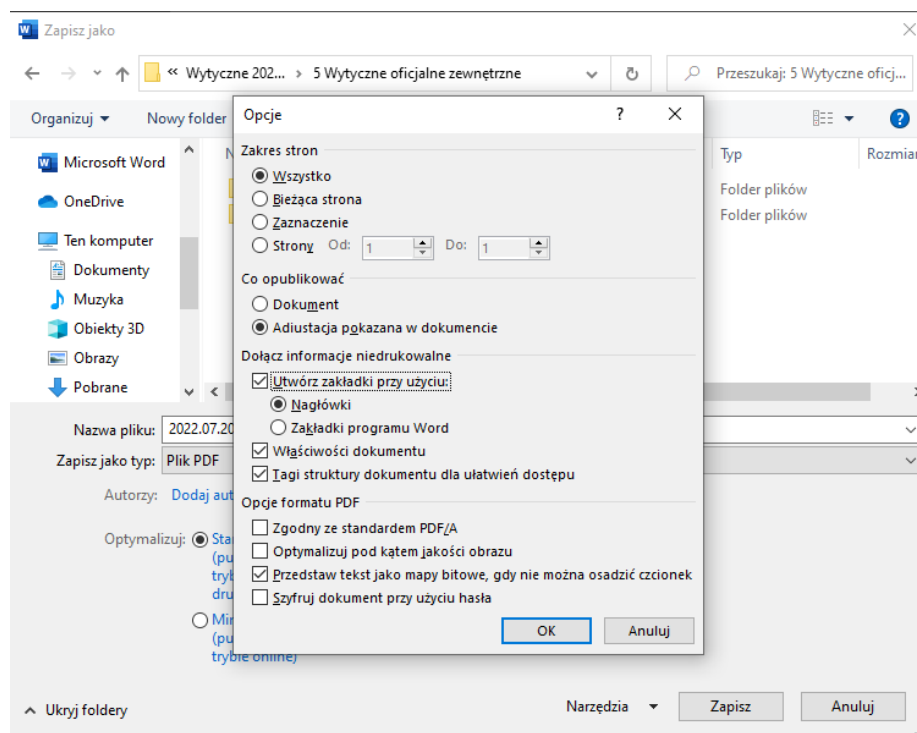 Zapisz jako
« Wytyczne 202... › 5 Wytyczne oficjalne zewnętrzne
Przeszukaj: 5 Wytyczne oficj...
Organizuj
Nowy folder
Microsoft Word
OneDrive
Ten komputer
Dokumenty
Muzyka
Obiekty 3D
Obrazy
Pobrane
N
Typ
Rozmiar
Folder plików
Folder plików
Opcje
?
Zakres stron
Wszystko
Bieżąca strona
Zaznaczenie
Strony Od: 1 Do: 1
Co opublikować
Dokument
Adiustacja pokazana w dokumencie
Dołącz informacje niedrukowalne
Utwórz zakładki przy użyciu:
Nagłówki
Zakładki programu Word
Właściwości dokumentu
Tagi struktury dokumentu dla ułatwień dostępu
Opcje formatu PDF
Zgodny ze standardem PDF/A
Optymalizuj pod kątem jakości obrazu
Przedstaw tekst jako mapy bitowe, gdy nie można osadzić czcionek
Szyfruj dokument przy użyciu hasła
OK
Anuluj
Nazwa pliku: 2022.07.20
Zapisz jako typ: Plik PDF
Autorzy: Dodaj aut
Optymalizuj: Sta
(pu
tryb
dru
Min
(pu
trybie online)
Ukryj foldery
Narzędzia
Zapisz
Anuluj